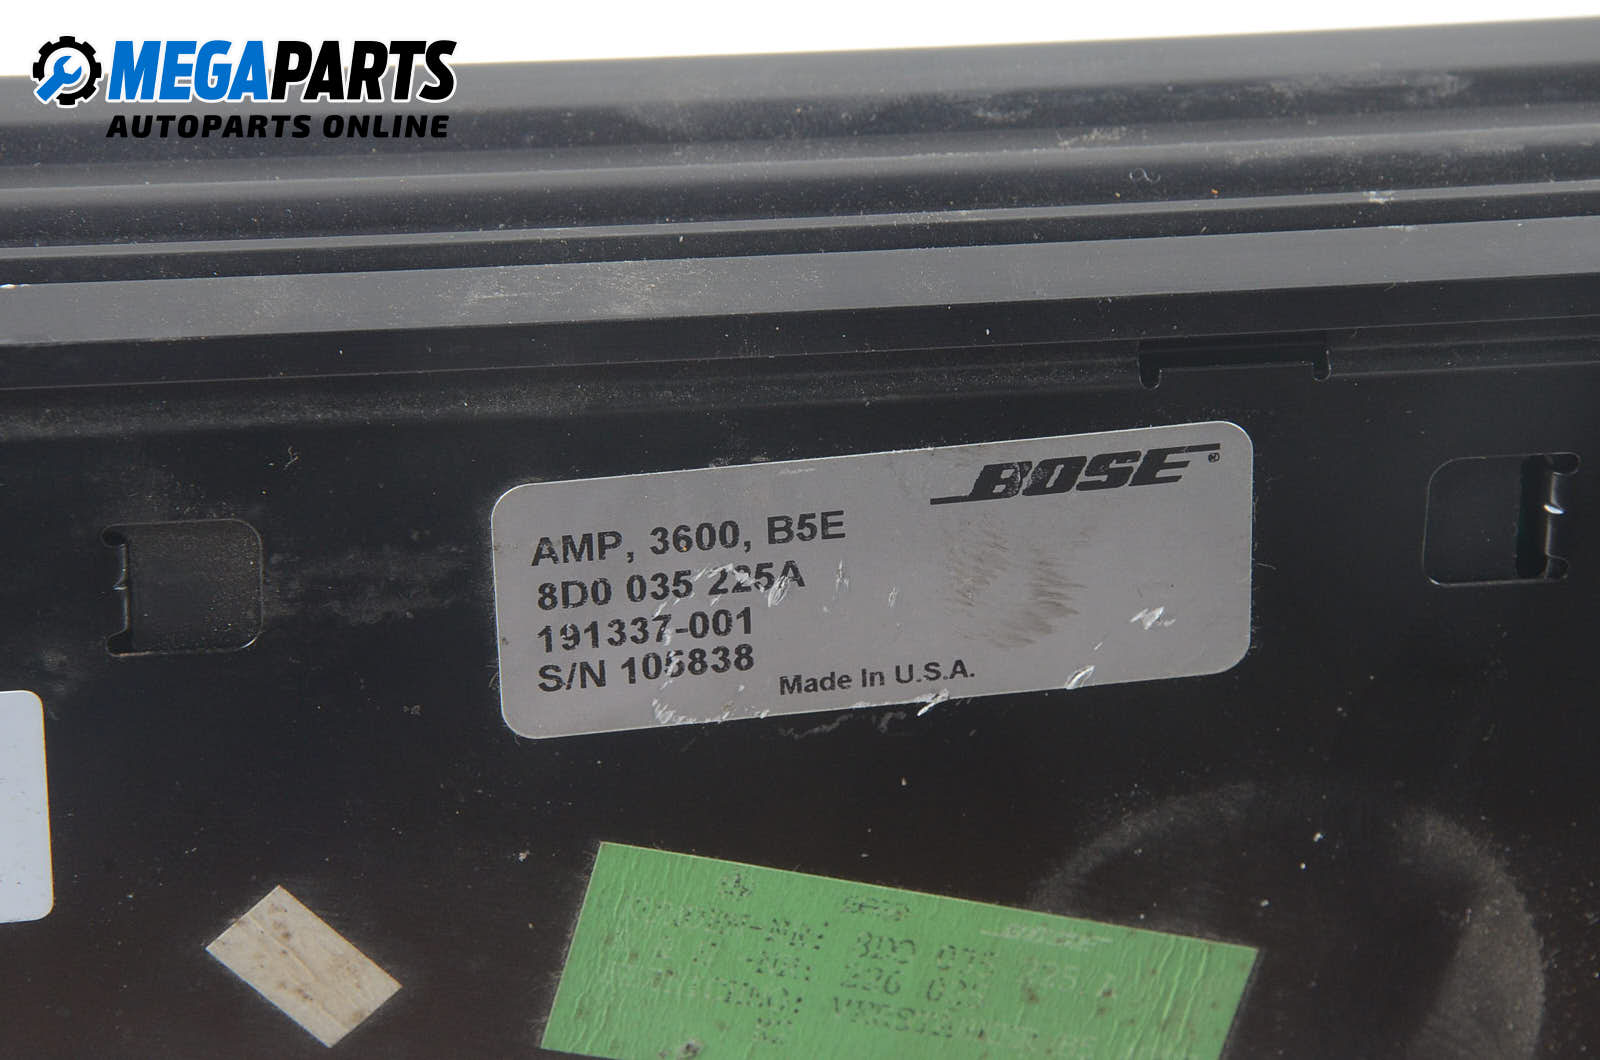 MEGAPARTS
AUTOPARTS ONLINE
BOSE®
AMP, 3600, B5E
8D0 035 225A
191337-001
S/N 105838
Made In U.S.A.